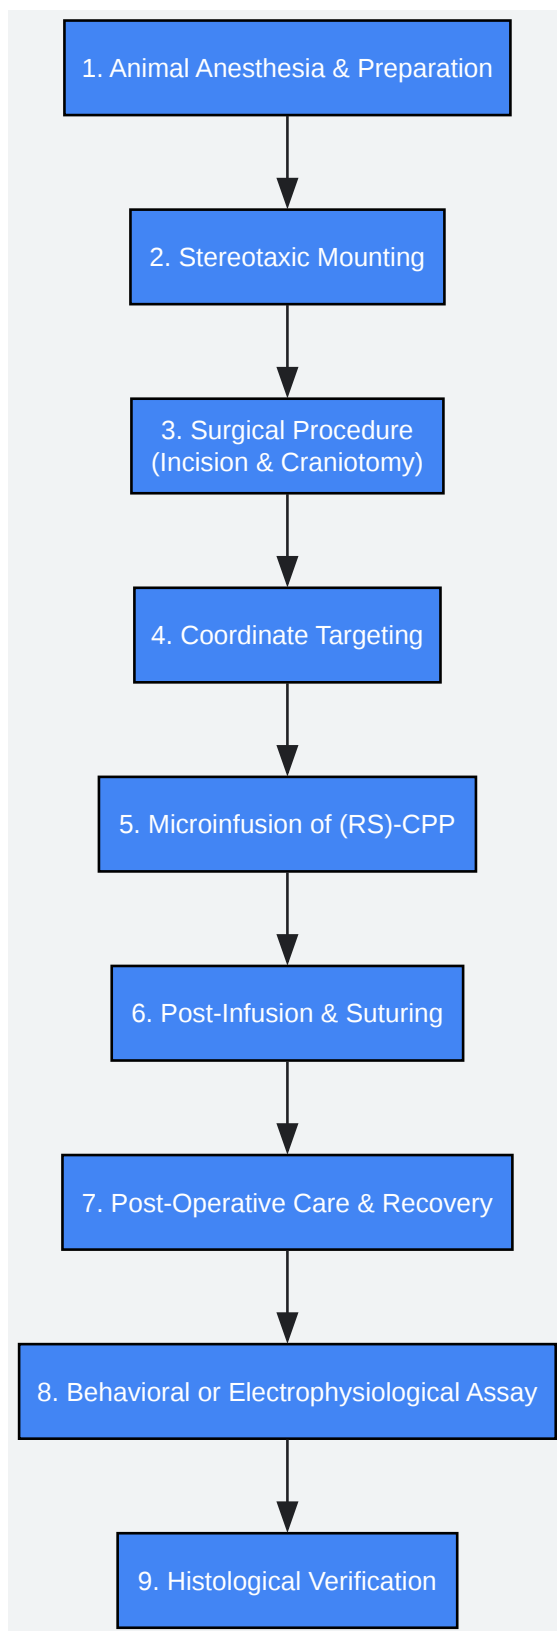 1. Animal Anesthesia & Preparation
2. Stereotaxic Mounting
3. Surgical Procedure
(Incision & Craniotomy)
4. Coordinate Targeting
5. Microinfusion of (RS)-CPP
6. Post-Infusion & Suturing
7. Post-Operative Care & Recovery
8. Behavioral or Electrophysiological Assay
9. Histological Verification